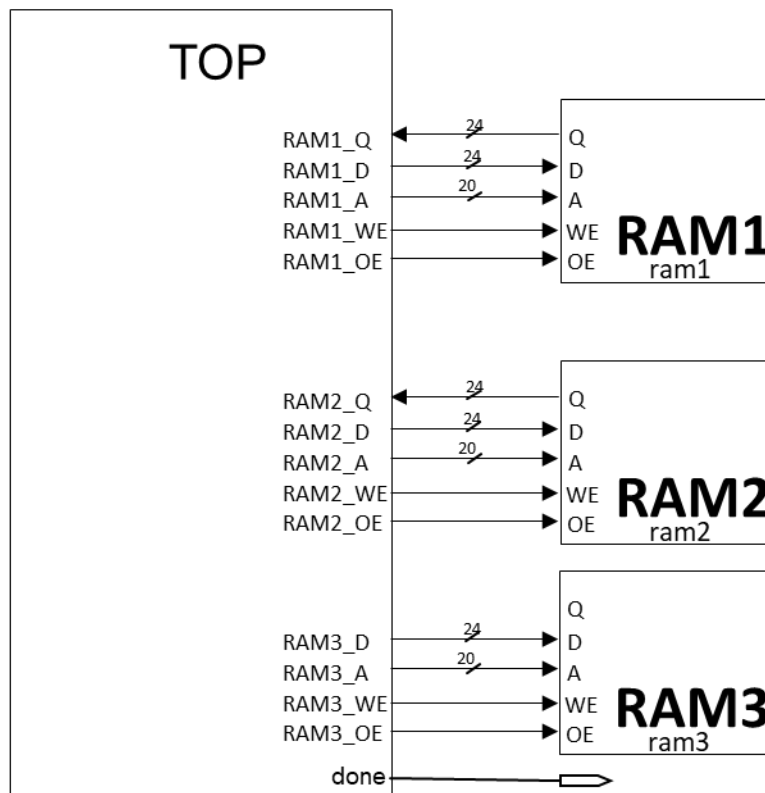 TOP
RAM1_Q 24 Q
RAM1_D 24 D
RAM1_A 20 A
RAM1_WE WE
RAM1_OE OE
RAM1
ram1
RAM2_Q 24 Q
RAM2_D 24 D
RAM2_A 20 A
RAM2_WE WE
RAM2_OE OE
RAM2
ram2
Q
RAM3_D 24 D
RAM3_A 20 A
RAM3_WE WE
RAM3_OE OE
RAM3
ram3
done